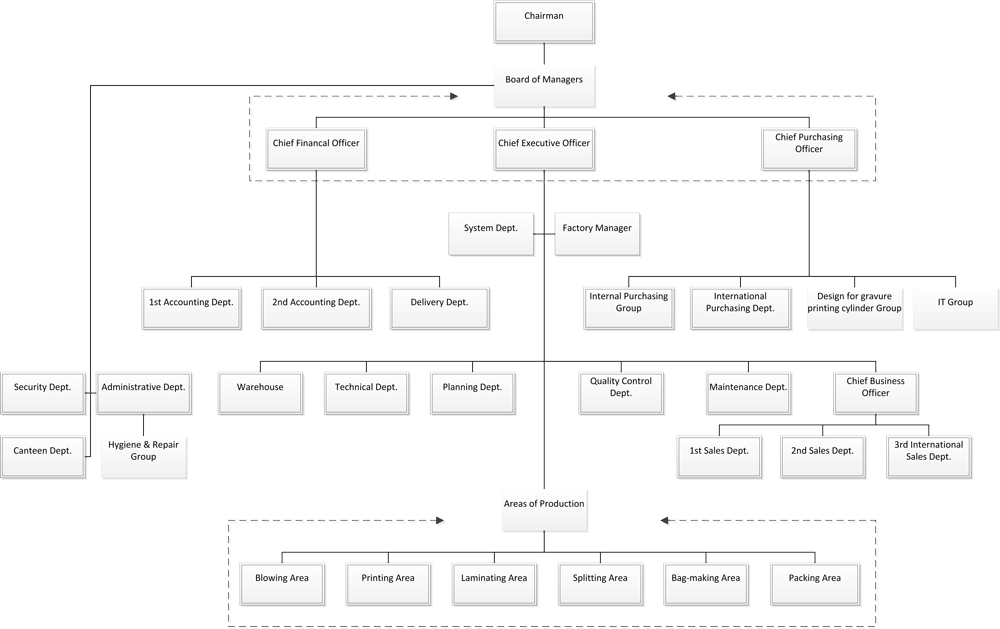 Chairman
Board of Managers
Chief Financal Officer
Chief Executive Officer
Chief Purchasing
Officer
System Dept.
Factory Manager
1st Accounting Dept.
2nd Accounting Dept.
Delivery Dept.
Internal Purchasing
Group
International
Purchasing Dept.
Design for gravure
printing cylinder Group
IT Group
Security Dept.
Administrative Dept.
Warehouse
Technical Dept.
Planning Dept.
Quality Control
Dept.
Maintenance Dept.
Chief Business
Officer
Canteen Dept.
Hygiene & Repair
Group
1st Sales Dept.
2nd Sales Dept.
3rd International
Sales Dept.
Areas of Production
Blowing Area
Printing Area
Laminating Area
Splitting Area
Bag-making Area
Packing Area